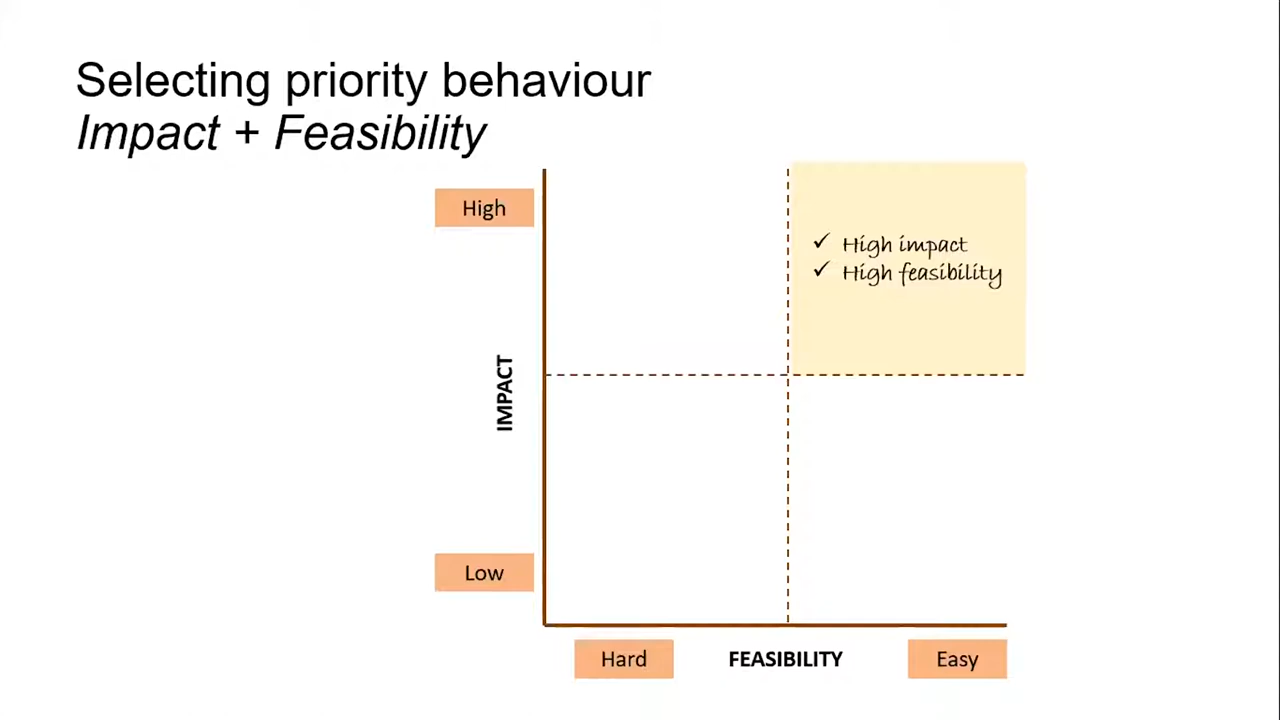 Selecting priority behaviour
Impact + Feasibility
High
✓ High impact
✓ High feasibility
IMPACT
Low
Hard
FEASIBILITY
Easy